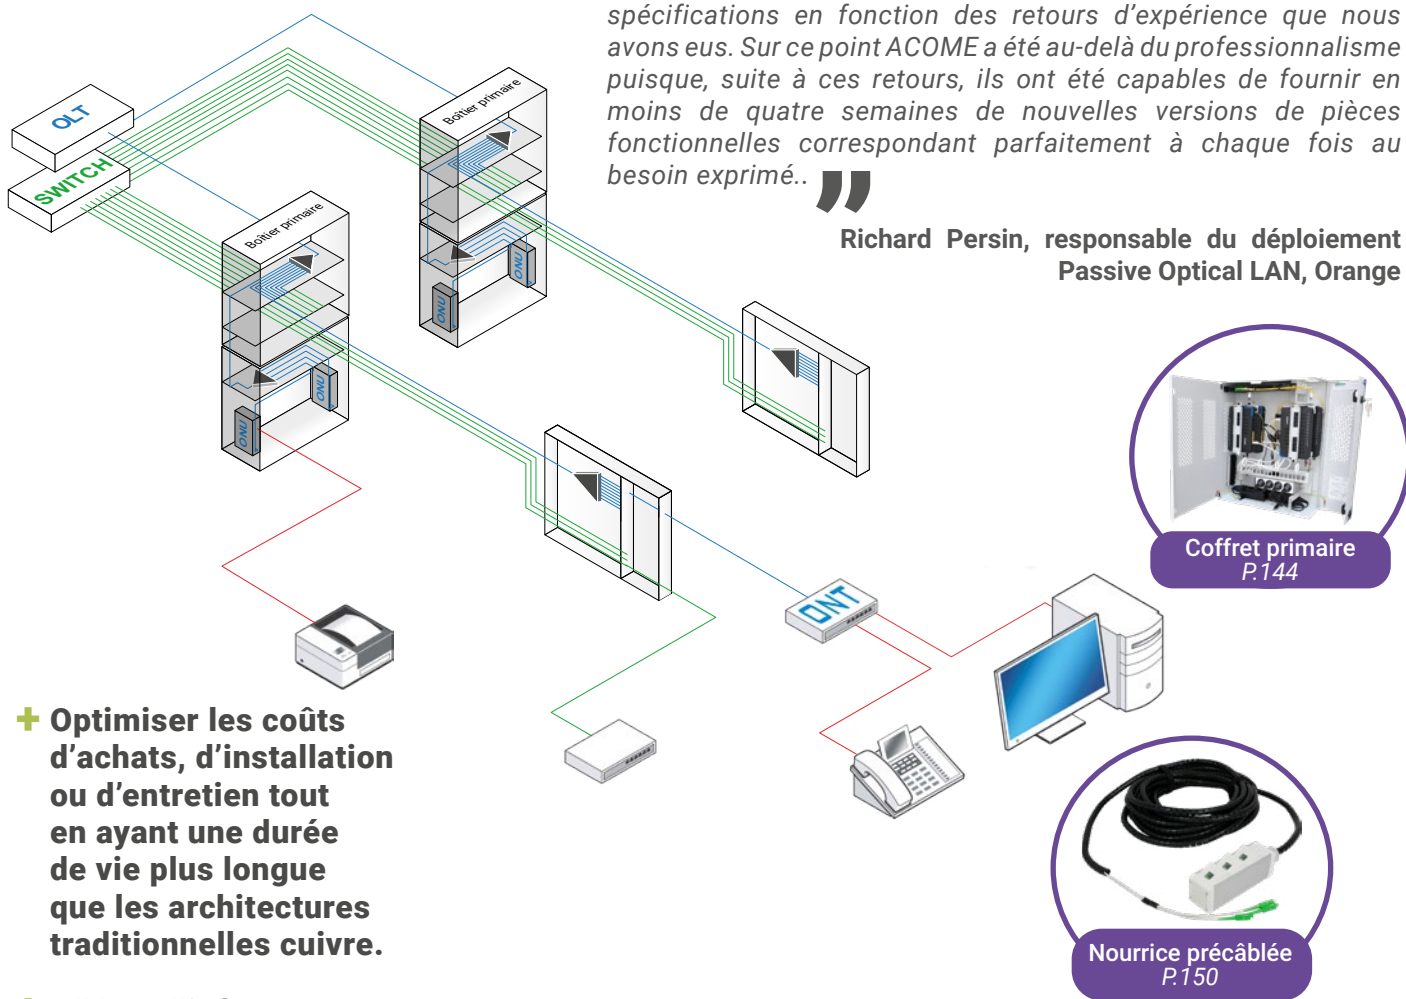 spécifications en fonction des retours d’expérience que nous
avons eus. Sur ce point ACOME a été au-delà du professionnalisme
puisque, suite à ces retours, ils ont été capables de fournir en
moins de quatre semaines de nouvelles versions de pièces
fonctionnelles correspondant parfaitement à chaque fois au
besoin exprimé.. ”
Richard Persin, responsable du déploiement
Passive Optical LAN, Orange
OLT
SWITCH
Boîtier primaire
ONU
ONU
Boîtier primaire
ONU
ONU
ONT
Coffret primaire
P.144
+ Optimiser les coûts
d’achats, d’installation
ou d’entretien tout
en ayant une durée
de vie plus longue
que les architectures
traditionnelles cuivre.
Nourrice précâblée
P.150